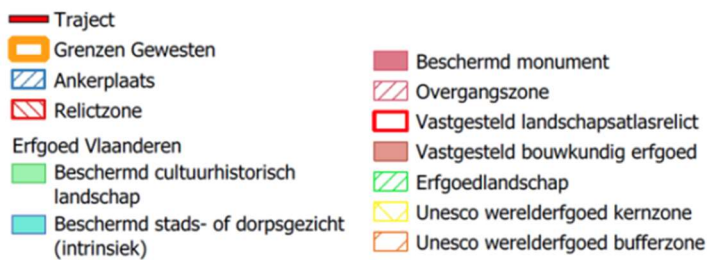 Traject
Grenzen Gewesten
Ankerplaats
Relictzone
Erfgoed Vlaanderen
Beschermd cultuurhistorisch
landschap
Beschermd stads- of dorpsgezicht
(intrinsiek)
Beschermd monument
Overgangszone
Vastgesteld landschapsatlasrelict
Vastgesteld bouwkundig erfgoed
Erfgoedlandschap
Unesco werelderfgoed kernzone
Unesco werelderfgoed bufferzone